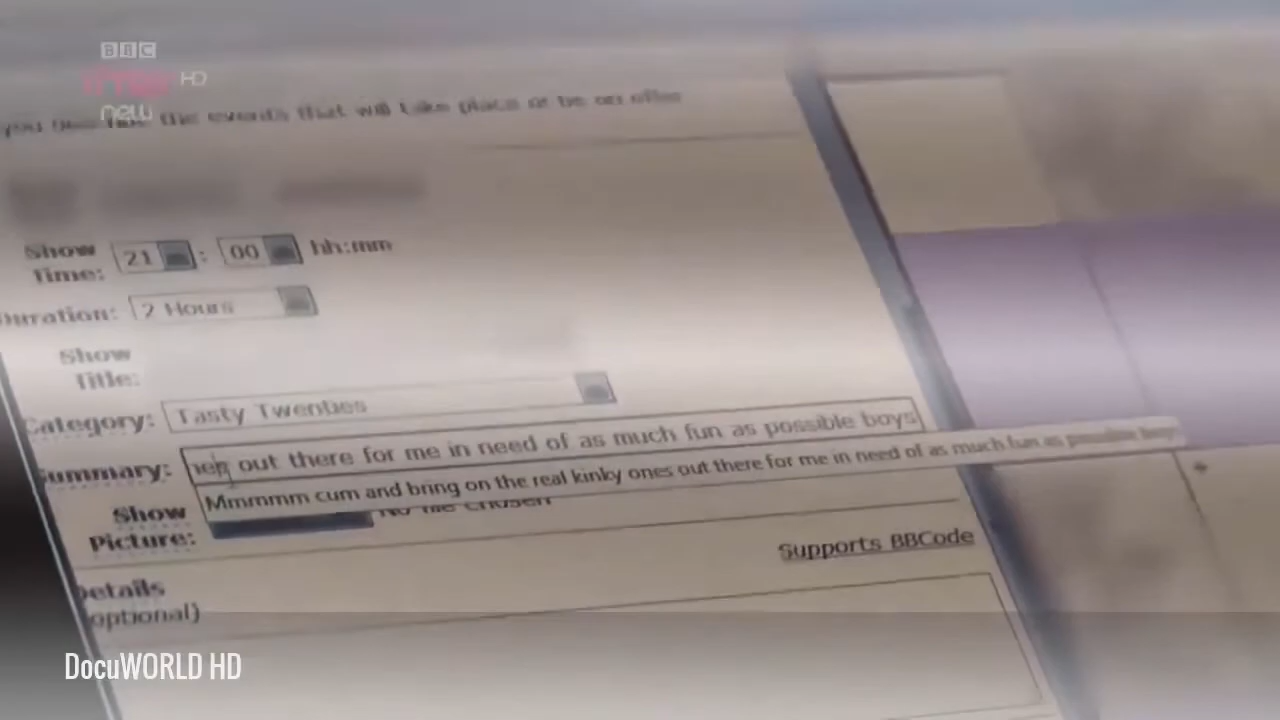 BBC
three HD
new
the events that will take place or be on offer
Show Time: 21 : 00 hh:mm
Duration: 2 Hours
Show Title:
Category: Tasty Twenties
Summary: out there for me in need of as much fun as possible boys
Mmmmm cum and bring on the real kinky ones out there for me in need of as much fun as possible boys
Show Picture: No file chosen
Supports BBCode
Details
(optional)
DocuWORLD HD